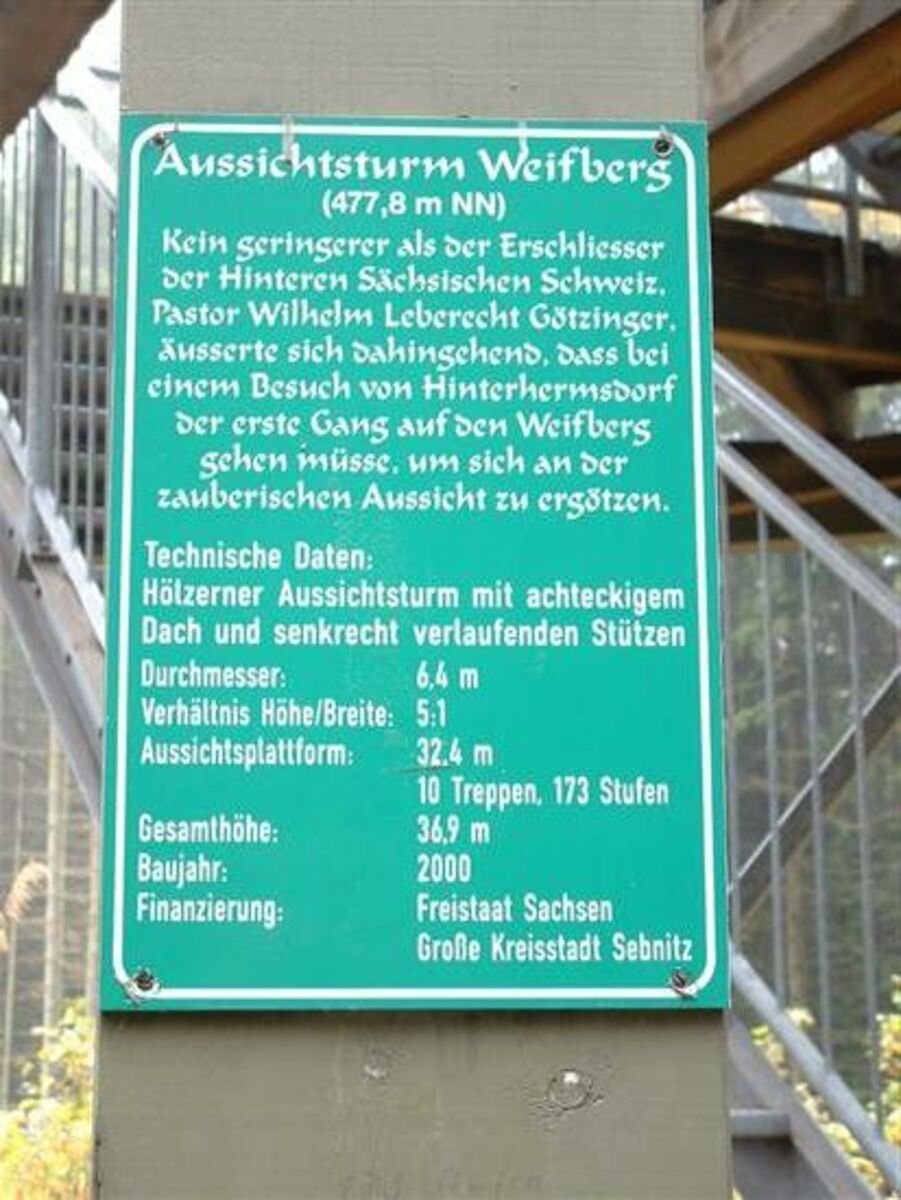 Aussichtsturm Weifberg
(477,8 m NN)
Kein geringerer als der Erschliesser
der Hinteren Sächsischen Schweiz,
Pastor Wilhelm Leberecht Götzinger,
äusserte sich dahingehend, dass bei
einem Besuch von Hinterhermsdorf
der erste Gang auf den Weifberg
gehen müsse, um sich an der
zauberischen Aussicht zu ergötzen.
Technische Daten:
Hölzerner Aussichtsturm mit achteckigem
Dach und senkrecht verlaufenden Stützen
Durchmesser: 6,4 m
Verhältnis Höhe/Breite: 5:1
Aussichtsplattform: 32,4 m
10 Treppen, 173 Stufen
Gesamthöhe: 36,9 m
Baujahr: 2000
Finanzierung: Freistaat Sachsen
Große Kreisstadt Sebnitz